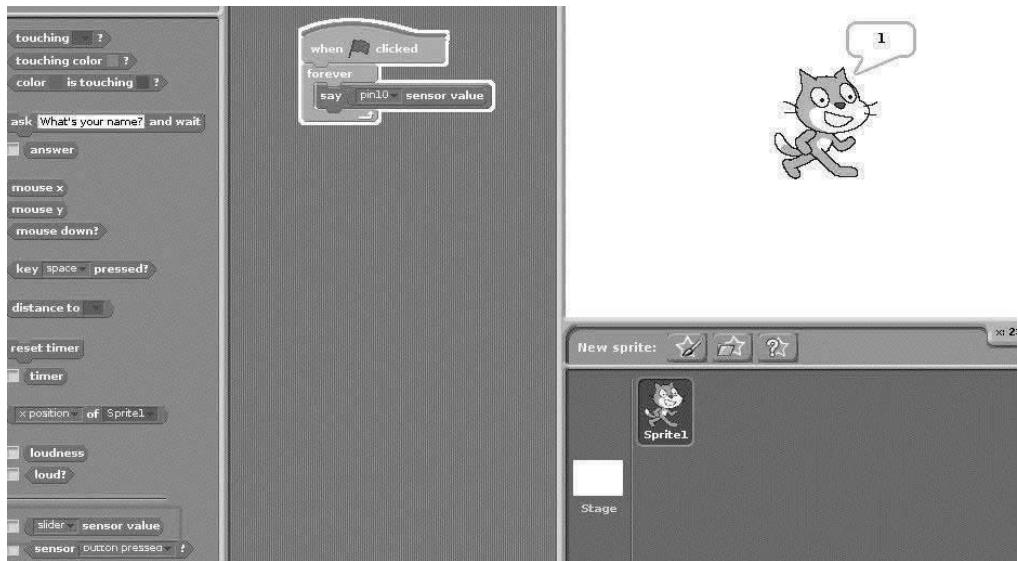 touching ?
touching color ?
color is touching ?
ask What's your name? and wait
answer
mouse x
mouse y
mouse down?
key space pressed?
distance to
reset timer
timer
x position of Sprite1
loudness
loud?
slider sensor value
sensor button pressed ?
when clicked
forever
say pin10 sensor value
1
New sprite:
Sprite1
Stage